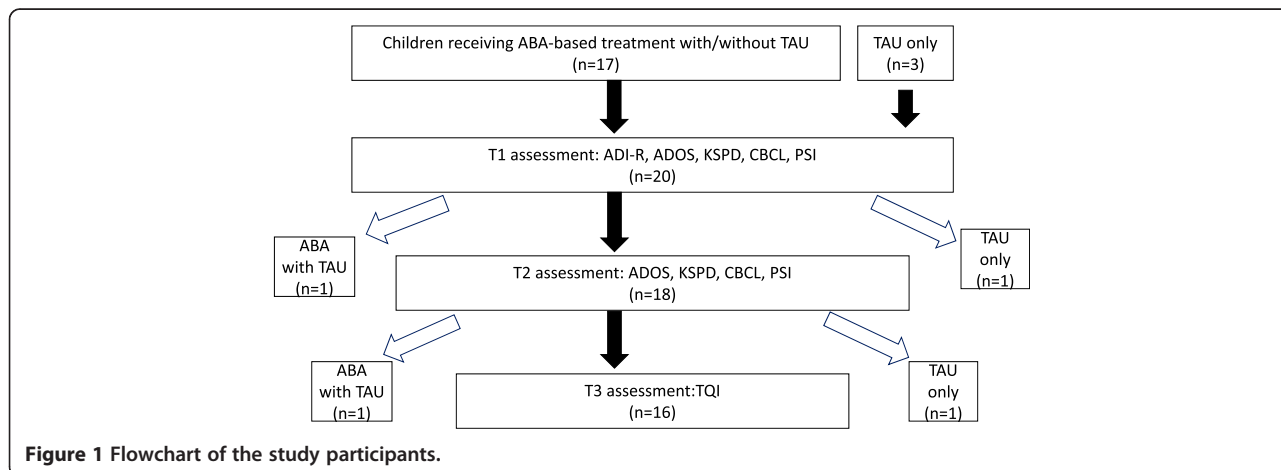 Children receiving ABA-based treatment with/without TAU
(n=17)
TAU only
(n=3)
T1 assessment: ADI-R, ADOS, KSPD, CBCL, PSI
(n=20)
ABA
with TAU
(n=1)
TAU
only
(n=1)
T2 assessment: ADOS, KSPD, CBCL, PSI
(n=18)
ABA
with TAU
(n=1)
TAU
only
(n=1)
T3 assessment:TQI
(n=16)
Figure 1 Flowchart of the study participants.